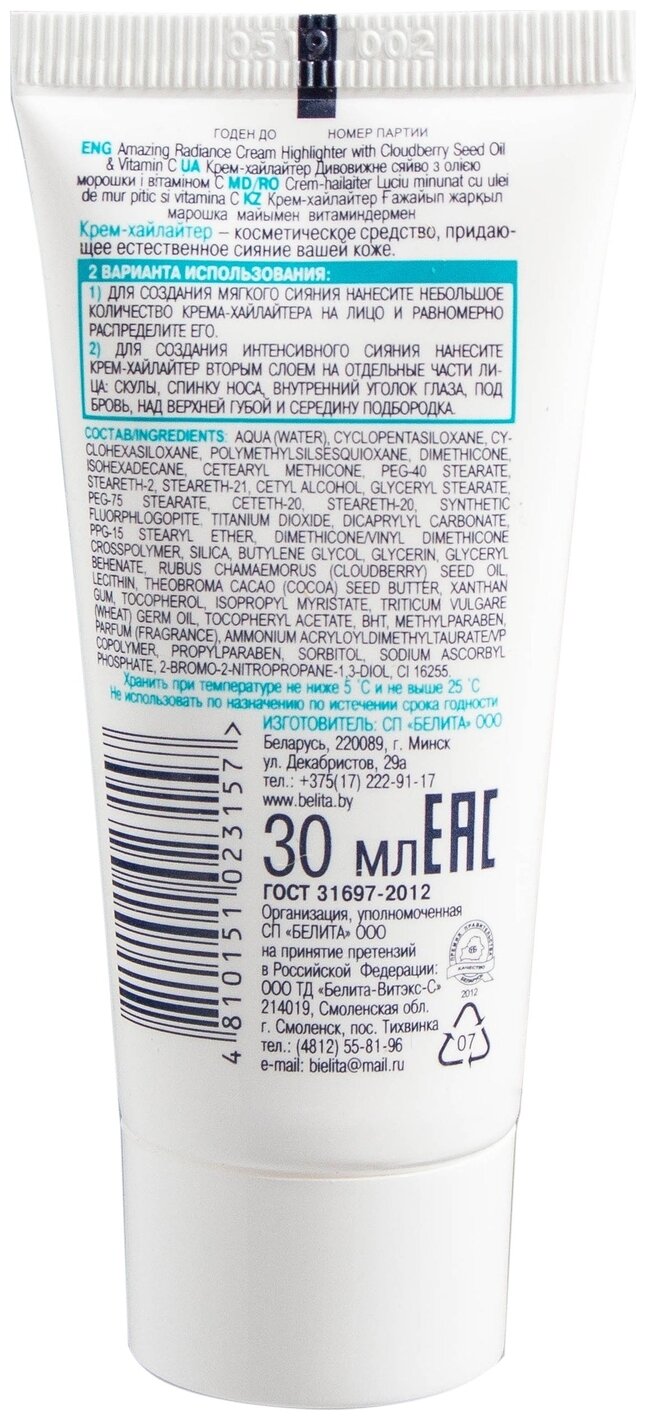 0519 002
ГОДЕН ДО НОМЕР ПАРТИИ
ENG Amazing Radiance Cream Highlighter with Cloudberry Seed Oil
& Vitamin C UA Крем-хайлайтер Дивовижне сяйво з олією
морошки і вітаміном С MD/RO Crem-hailaiter Luciu minunat cu ulei
de mur pitic si vitamina C KZ Крем-хайлайтер Ғажайып жарқыл
марошка майымен витаминдермен
Крем-хайлайтер – косметическое средство, придаю-
щее естественное сияние вашей коже.
2 ВАРИАНТА ИСПОЛЬЗОВАНИЯ:
1) ДЛЯ СОЗДАНИЯ МЯГКОГО СИЯНИЯ НАНЕСИТЕ НЕБОЛЬШОЕ
КОЛИЧЕСТВО КРЕМА-ХАЙЛАЙТЕРА НА ЛИЦО И РАВНОМЕРНО
РАСПРЕДЕЛИТЕ ЕГО.
2) ДЛЯ СОЗДАНИЯ ИНТЕНСИВНОГО СИЯНИЯ НАНЕСИТЕ
КРЕМ-ХАЙЛАЙТЕР ВТОРЫМ СЛОЕМ НА ОТДЕЛЬНЫЕ ЧАСТИ ЛИ-
ЦА: СКУЛЫ, СПИНКУ НОСА, ВНУТРЕННИЙ УГОЛОК ГЛАЗА, ПОД
БРОВЬ, НАД ВЕРХНЕЙ ГУБОЙ И СЕРЕДИНУ ПОДБОРОДКА.
СОСТАВ/INGREDIENTS: AQUA (WATER), CYCLOPENTASILOXANE, CY-
CLOHEXASILOXANE, POLYMETHYLSILSESQUIOXANE, DIMETHICONE,
ISOHEXADECANE, CETEARYL METHICONE, PEG-40 STEARATE,
STEARETH-2, STEARETH-21, CETYL ALCOHOL, GLYCERYL STEARATE,
PEG-75 STEARATE, CETETH-20, STEARETH-20, SYNTHETIC
FLUORPHLOGOPITE, TITANIUM DIOXIDE, DICAPRYLYL CARBONATE,
PPG-15 STEARYL ETHER, DIMETHICONE/VINYL DIMETHICONE
CROSSPOLYMER, SILICA, BUTYLENE GLYCOL, GLYCERIN, GLYCERYL
BEHENATE, RUBUS CHAMAEMORUS (CLOUDBERRY) SEED OIL,
LECITHIN, THEOBROMA CACAO (COCOA) SEED BUTTER, XANTHAN
GUM, TOCOPHEROL, ISOPROPYL MYRISTATE, TRITICUM VULGARE
(WHEAT) GERM OIL, TOCOPHERYL ACETATE, BHT, METHYLPARABEN,
PARFUM (FRAGRANCE), AMMONIUM ACRYLOYLDIMETHYLTAURATE/VP
COPOLYMER, PROPYLPARABEN, SORBITOL, SODIUM ASCORBYL
PHOSPHATE, 2-BROMO-2-NITROPROPANE-1,3-DIOL, CI 16255.
Хранить при температуре не ниже 5 °С и не выше 25 °С
Не использовать по назначению по истечении срока годности
ИЗГОТОВИТЕЛЬ: СП «БЕЛИТА» ООО
Беларусь, 220089, г. Минск
ул. Декабристов, 29а
тел.: +375(17) 222-91-17
www.belita.by
30 мл EAC
ГОСТ 31697-2012
Организация, уполномоченная
СП «БЕЛИТА» ООО
на принятие претензий
в Российской Федерации:
ООО ТД «Белита-Витэкс-С»
214019, Смоленская обл.
г. Смоленск, пос. Тихвинка
тел.: (4812) 55-81-96
e-mail: bielita@mail.ru
4 810151 023157 >
ПРЕМИЯ ПРАВИТЕЛЬСТВА
КАЧЕСТВО
2012
07